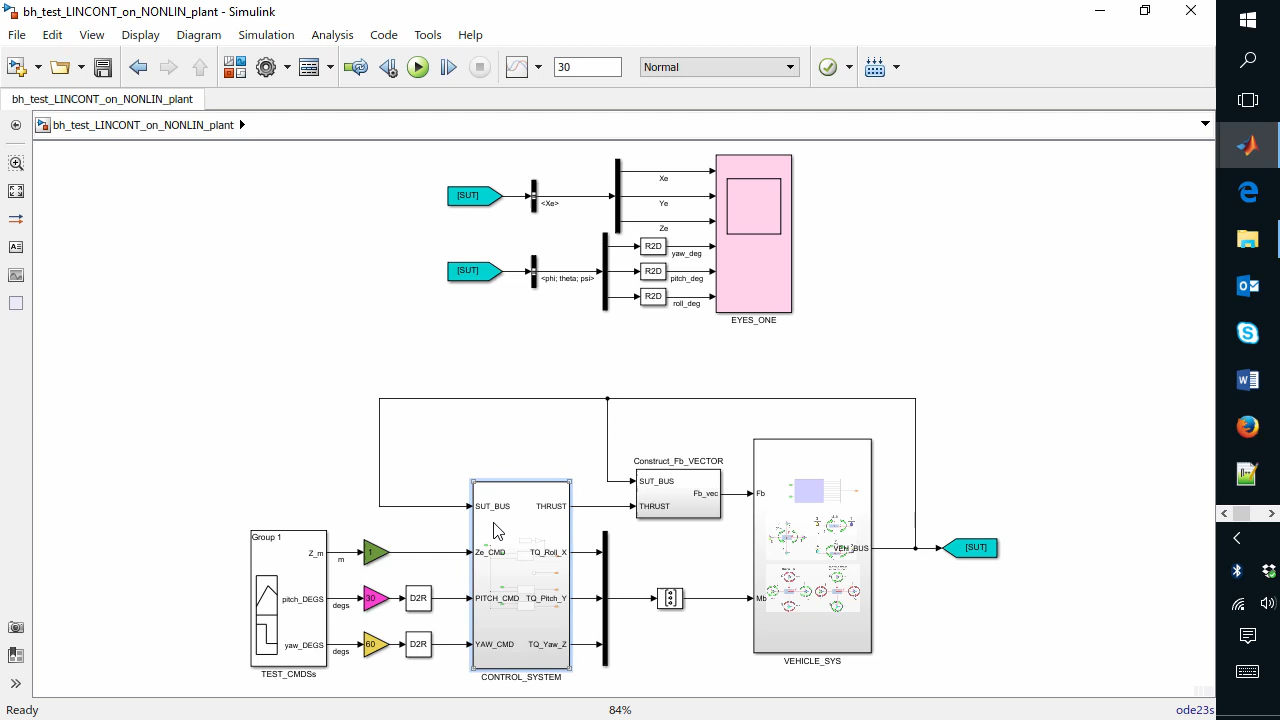 bh_test_LINCONT_on_NONLIN_plant - Simulink
File Edit View Display Diagram Simulation Analysis Code Tools Help
30
Normal
bh_test_LINCONT_on_NONLIN_plant
bh_test_LINCONT_on_NONLIN_plant
[SUT]
<Xe>
Xe
Ye
Ze
[SUT]
<phi; theta; psi>
R2D
yaw_deg
R2D
pitch_deg
R2D
roll_deg
EYES_ONE
Group 1
Z_m
m
pitch_DEGS
degs
yaw_DEGS
degs
TEST_CMDSs
1
30
D2R
60
D2R
SUT_BUS
THRUST
Ze_CMD
TQ_Roll_X
PITCH_CMD
TQ_Pitch_Y
YAW_CMD
TQ_Yaw_Z
CONTROL_SYSTEM
Construct_Fb_VECTOR
SUT_BUS
Fb_vec
THRUST
Fb
VEH_BUS
Mb
VEHICLE_SYS
[SUT]
Ready
84%
ode23s